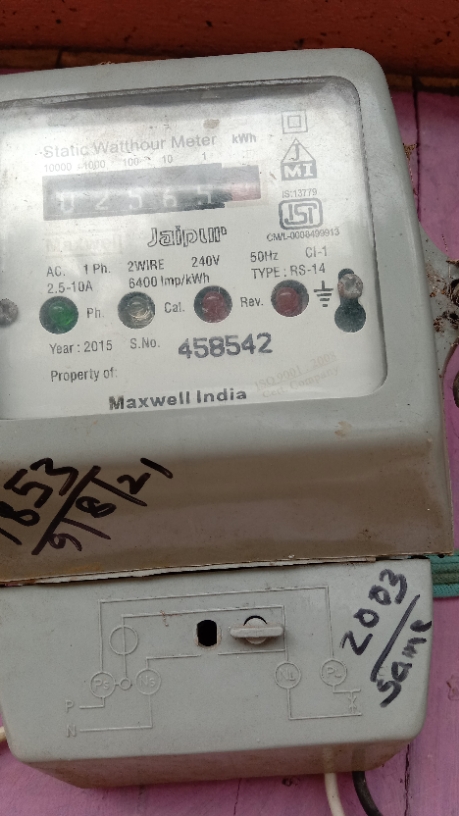 Static Watthour Meter kWh
10000 1000 100 10 1
0 2 5 6 5
JMI
IS:13779
ISI
CM/L-0000499913
Jaipur
AC. 1 Ph. 2WIRE 240V 50Hz Cl-1
2.5-10A 6400 Imp/kWh TYPE : RS-14
Ph. Cal. Rev.
Year : 2015 S.No. 458542
Property of:
Maxwell India
1853
9/8/21
2003
Same
P
N